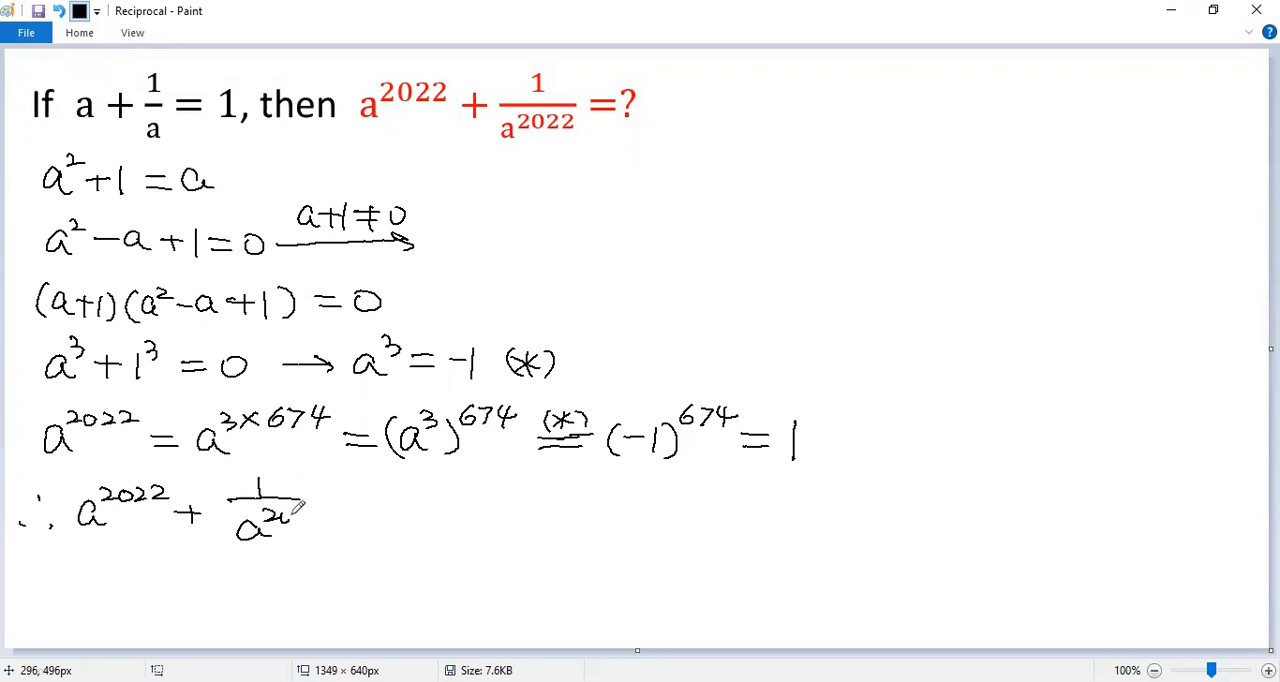 Reciprocal - Paint
File Home View
If a + 1/a = 1, then a^2022 + 1/a^2022 =?
a^2 + 1 = a
a^2 - a + 1 = 0 a+1 ≠ 0 →
(a+1)(a^2 - a + 1) = 0
a^3 + 1^3 = 0 → a^3 = -1 (*)
a^2022 = a^3×674 = (a^3)^674 (*) = (-1)^674 = 1
∴ a^2022 + 1/a^2
296; 496px 1349 × 640px Size: 7.6KB 100%